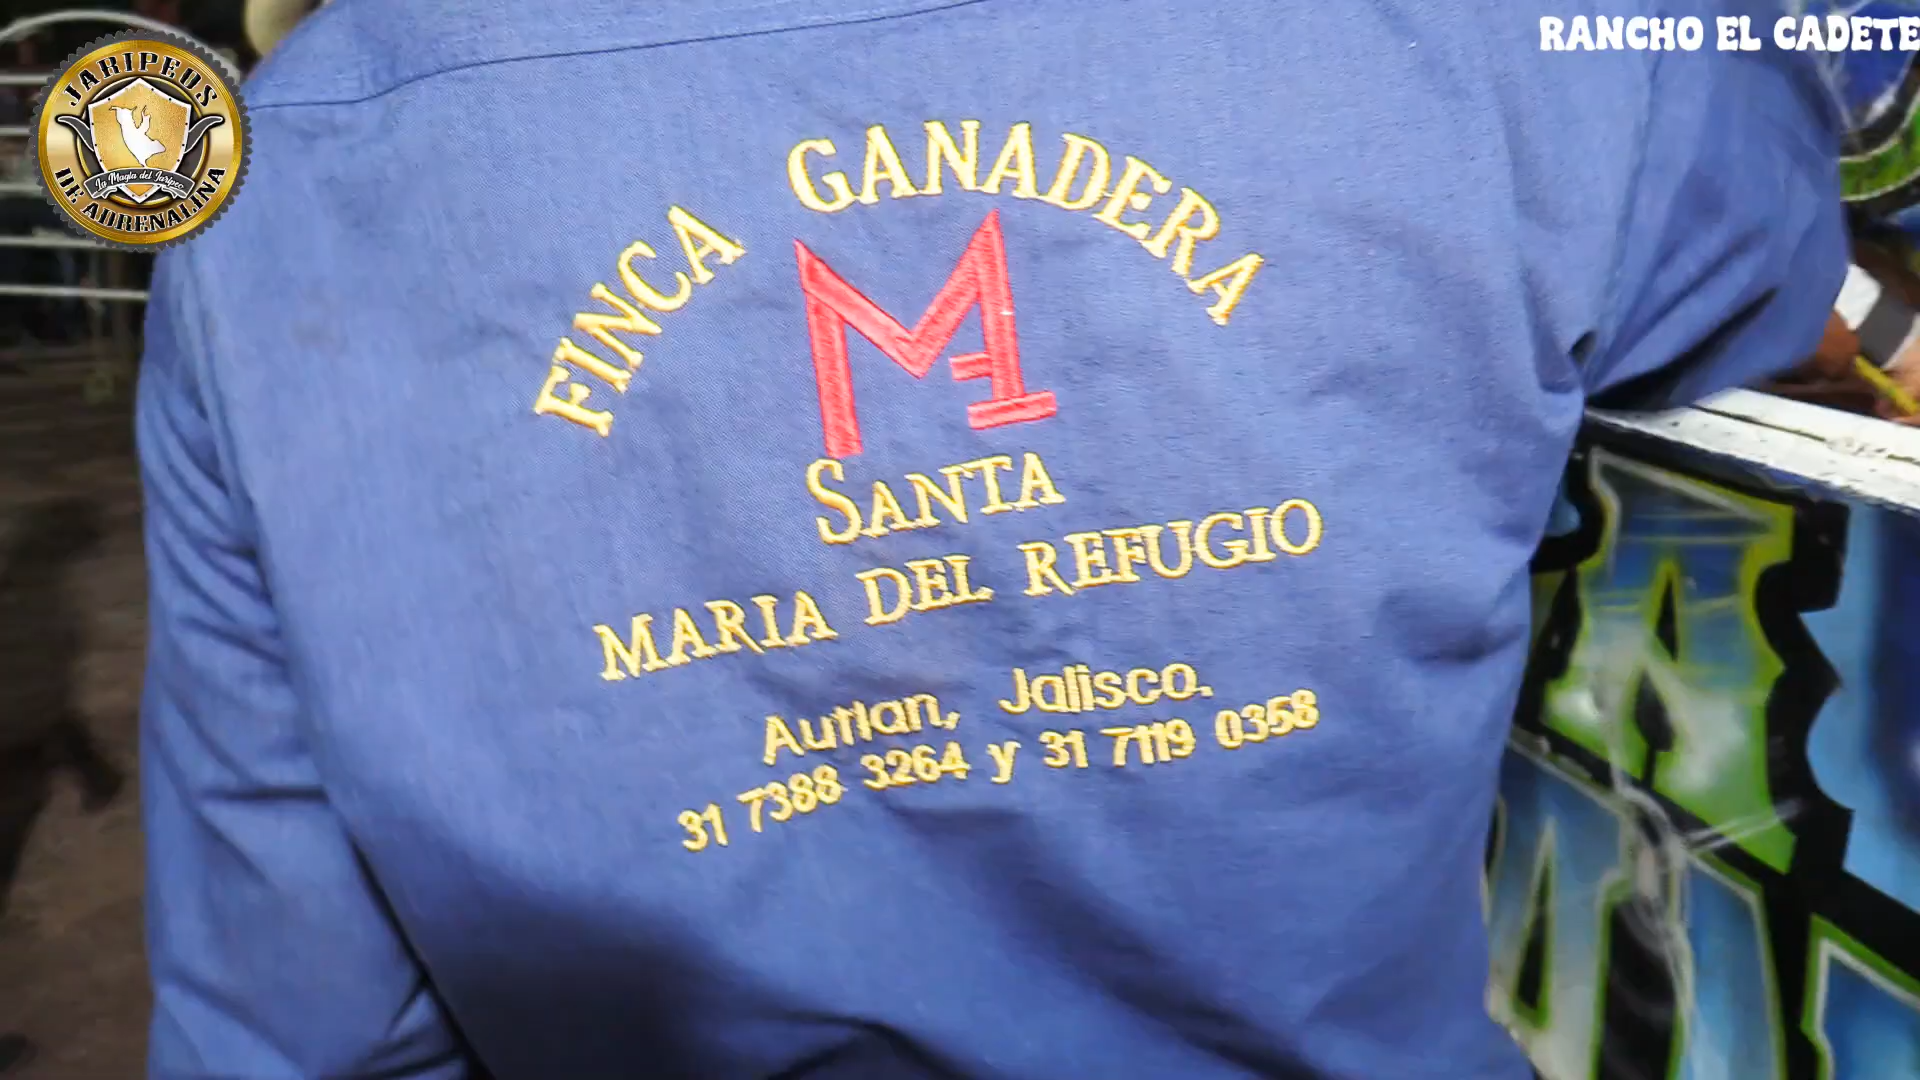 JARIPEOS
La Magia del Jaripeo
DE ADRENALINA
RANCHO EL CADETE
FINCA GANADERA
SANTA
MARIA DEL REFUGIO
Autlan, Jalisco.
31 7388 3264 y 31 7119 0358